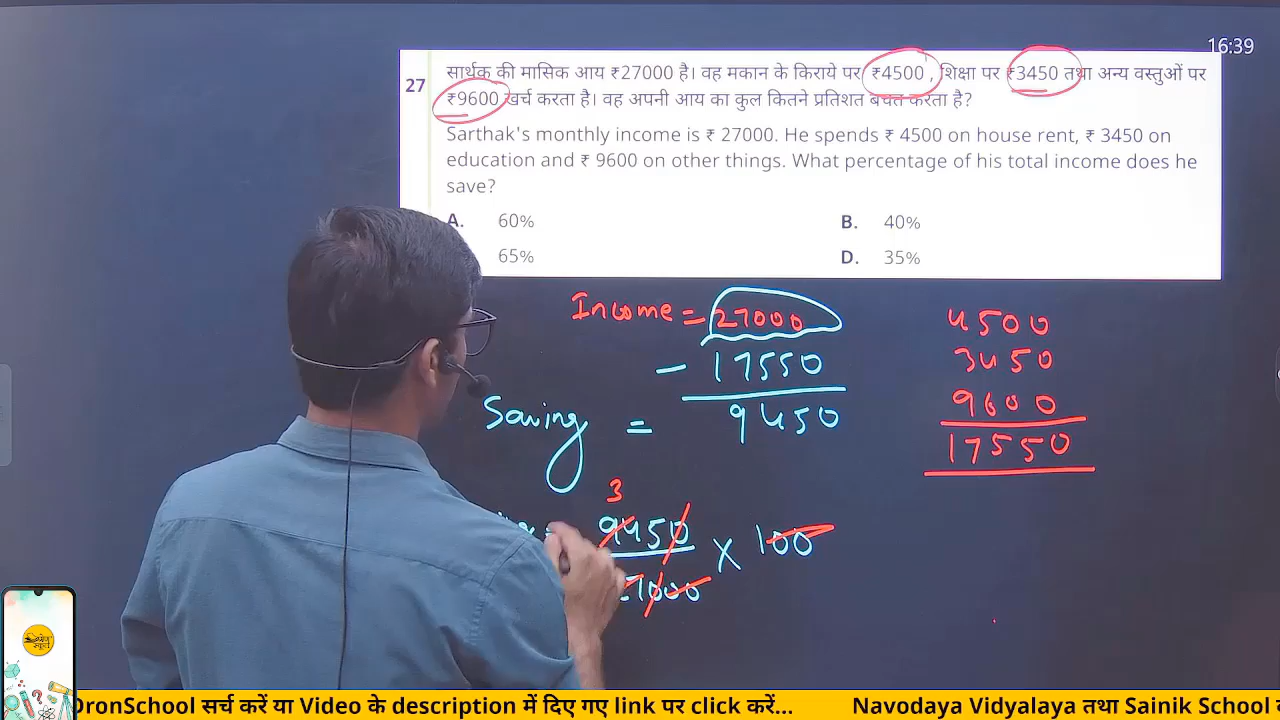 16:39
27
सार्थक की मासिक आय ₹27000 है। वह मकान के किराये पर ₹4500 , शिक्षा पर ₹3450 तथा अन्य वस्तुओं पर
₹9600 खर्च करता है। वह अपनी आय का कुल कितने प्रतिशत बचत करता है?
Sarthak's monthly income is ₹ 27000. He spends ₹ 4500 on house rent, ₹ 3450 on
education and ₹ 9600 on other things. What percentage of his total income does he
save?
A. 60%
B. 40%
65%
D. 35%
Income = 27000
- 17550
Saving = 9450
4500
3450
9600
17550
3
9450 × 100
27000
DronSchool सर्च करें या Video के description में दिए गए link पर click करें... Navodaya Vidyalaya तथा Sainik School